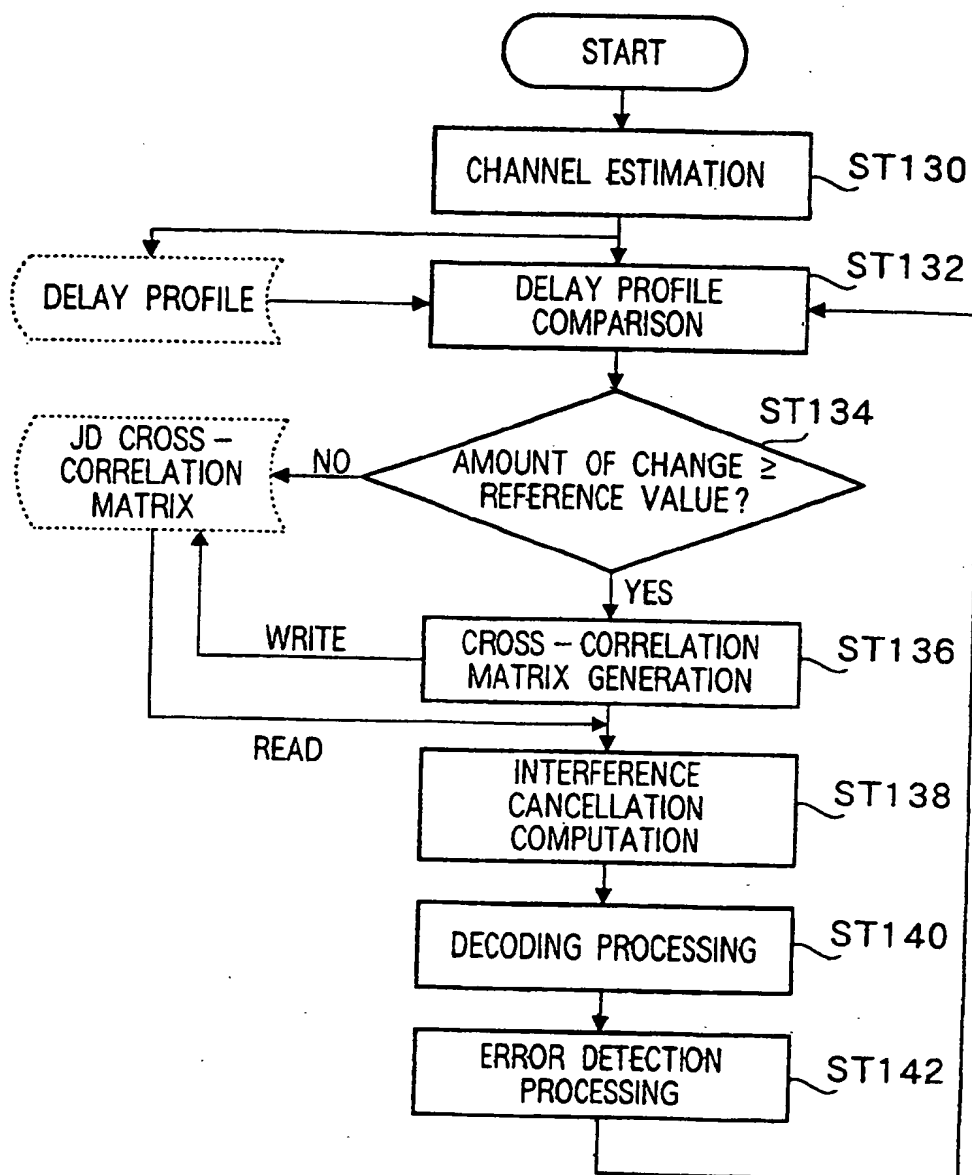 START
CHANNEL ESTIMATION
ST130
DELAY PROFILE
DELAY PROFILE
COMPARISON
ST132
JD CROSS-
CORRELATION
MATRIX
NO
AMOUNT OF CHANGE ≥
REFERENCE VALUE?
ST134
YES
WRITE
CROSS-CORRELATION
MATRIX GENERATION
ST136
READ
INTERFERENCE
CANCELLATION
COMPUTATION
ST138
DECODING PROCESSING
ST140
ERROR DETECTION
PROCESSING
ST142